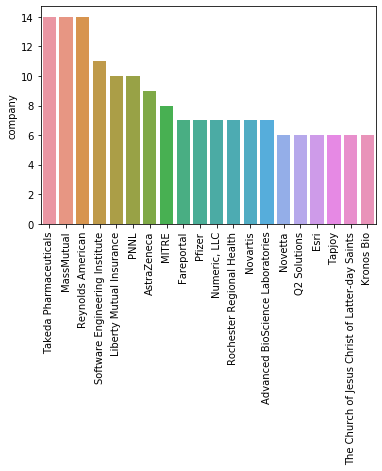 14
12
10
8
6
4
2
0
company
Takeda Pharmaceuticals
MassMutual
Reynolds American
Software Engineering Institute
Liberty Mutual Insurance
PNNL
AstraZeneca
MITRE
Fareportal
Pfizer
Numeric, LLC
Rochester Regional Health
Novartis
Advanced BioScience Laboratories
Novetta
Q2 Solutions
Esri
Tapjoy
The Church of Jesus Christ of Latter-day Saints
Kronos Bio